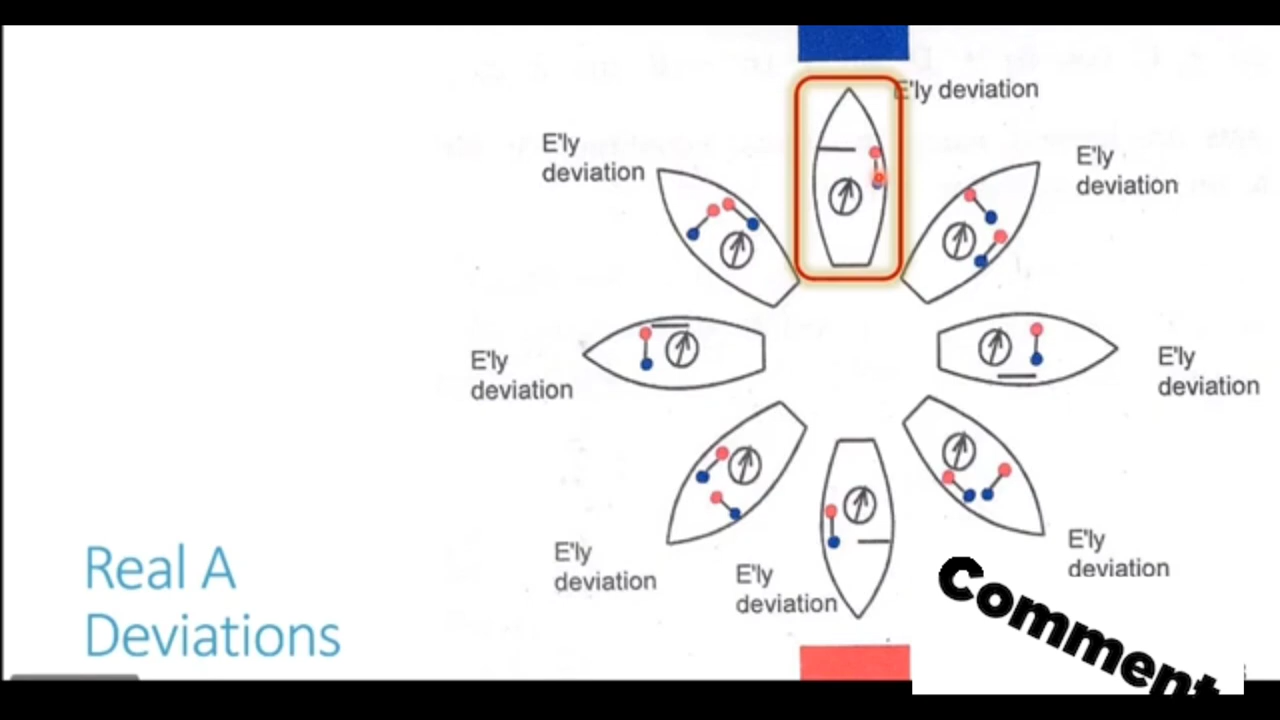 E'ly deviation
E'ly
deviation
E'ly
deviation
E'ly
deviation
E'ly
deviation
E'ly
deviation
E'ly
deviation
E'ly
deviation
Real A
Deviations
Comment